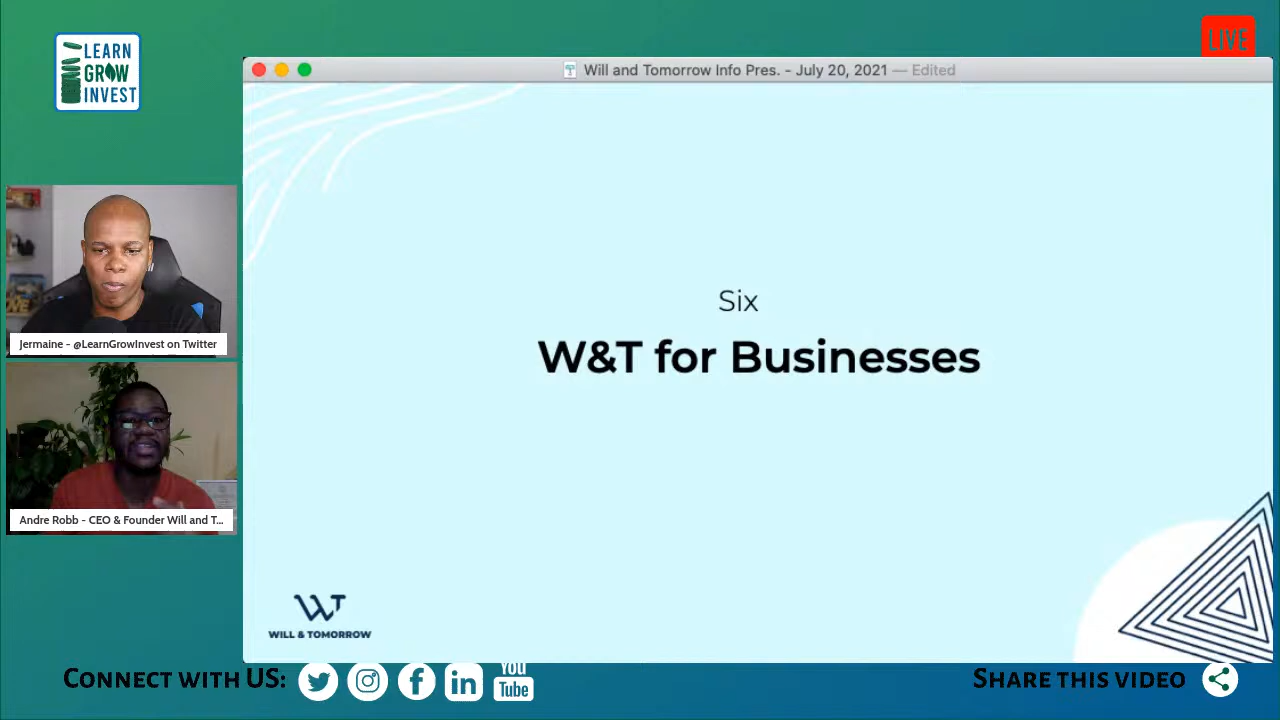 LEARN
GROW
INVEST
LIVE
Will and Tomorrow Info Pres. - July 20, 2021 — Edited
Six
W&T for Businesses
Jermaine - @LearnGrowInvest on Twitter
Andre Robb - CEO & Founder Will and T...
WT
WILL & TOMORROW
CONNECT WITH US:
You
Tube
SHARE THIS VIDEO